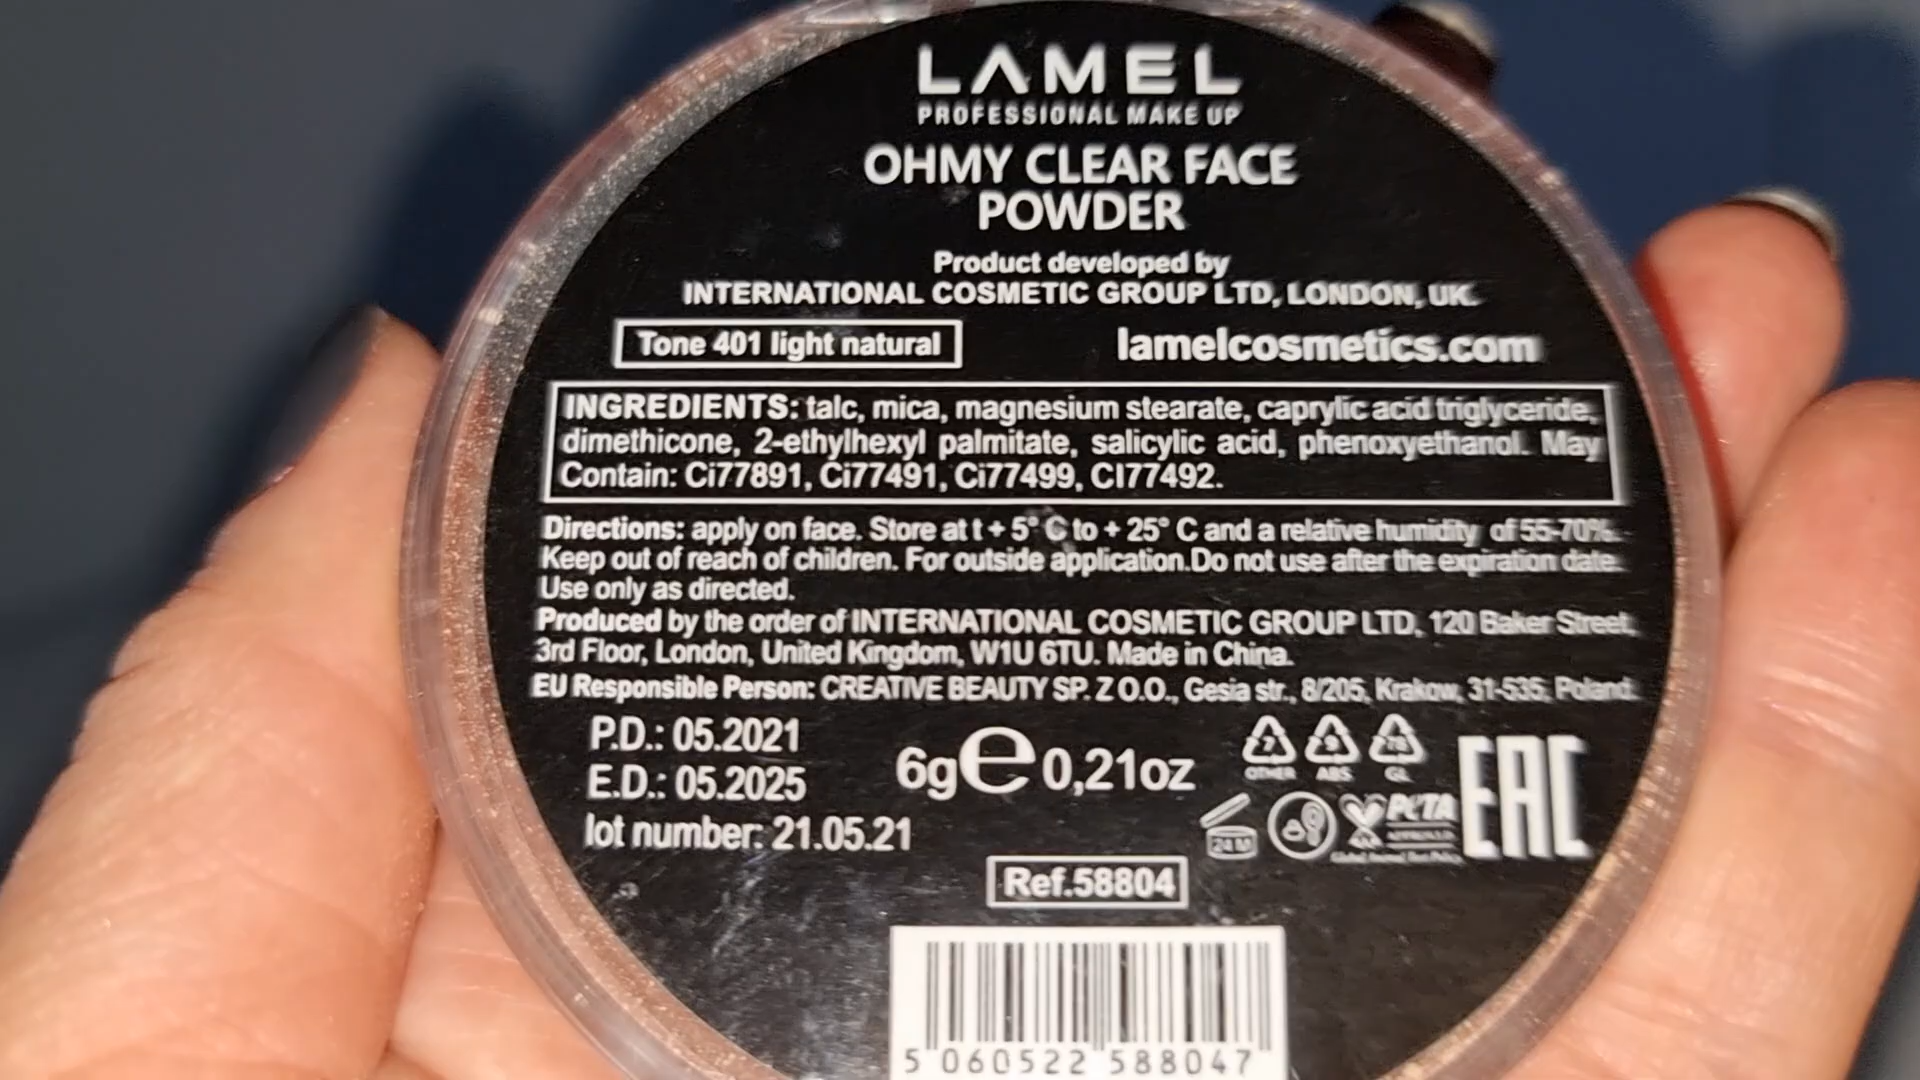 LAMEL
PROFESSIONAL MAKE UP
OHMY CLEAR FACE
POWDER
Product developed by
INTERNATIONAL COSMETIC GROUP LTD, LONDON, UK.
Tone 401 light natural
lamelcosmetics.com
INGREDIENTS: talc, mica, magnesium stearate, caprylic acid triglyceride,
dimethicone, 2-ethylhexyl palmitate, salicylic acid, phenoxyethanol. May
Contain: Ci77891, Ci77491, Ci77499, CI77492.
Directions: apply on face. Store at t + 5° C to + 25° C and a relative humidity of 55-70%.
Keep out of reach of children. For outside application.Do not use after the expiration date.
Use only as directed.
Produced by the order of INTERNATIONAL COSMETIC GROUP LTD, 120 Baker Street,
3rd Floor, London, United Kingdom, W1U 6TU. Made in China.
EU Responsible Person: CREATIVE BEAUTY SP. Z O.O., Gesia str., 8/205, Krakow, 31-535, Poland.
P.D.: 05.2021
E.D.: 05.2025
lot number: 21.05.21
6g e 0,21oz
7 9
OTHER ABS GL
24 M
PETA
EAC
Ref.58804
5 060522 588047